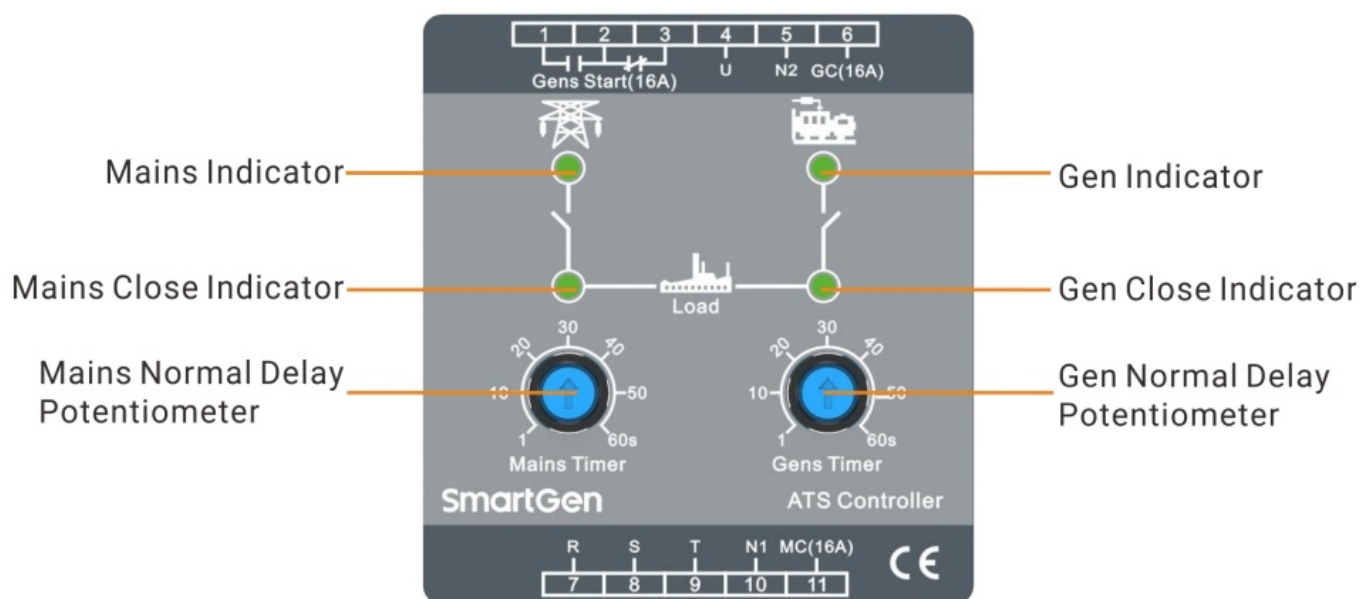 1 2 3 4 5 6
Gens Start(16A) U N2 GC(16A)
Mains Indicator
Gen Indicator
Mains Close Indicator
Gen Close Indicator
Load
Mains Normal Delay
Potentiometer
Gen Normal Delay
Potentiometer
1 10 20 30 40 50 60s
1 10 20 30 40 50 60s
Mains Timer
Gens Timer
SmartGen
ATS Controller
R S T N1 MC(16A)
CE
7 8 9 10 11